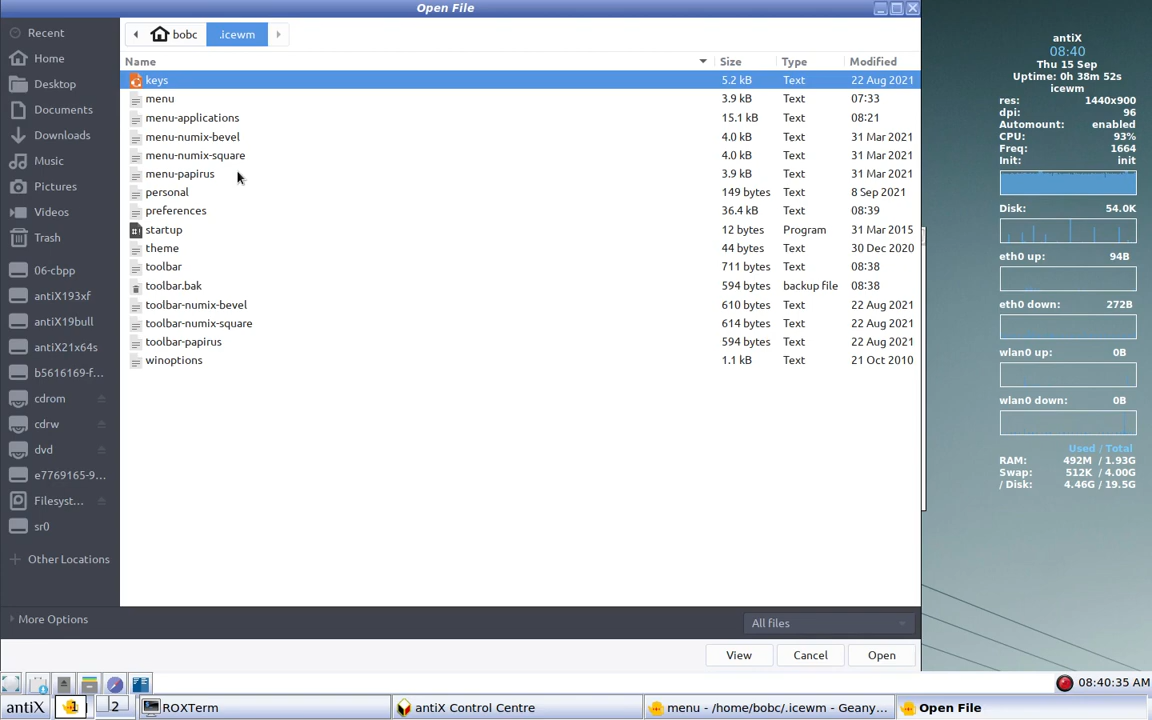 Open File
bobc
.icewm
Recent
Home
Desktop
Documents
Downloads
Music
Pictures
Videos
Trash
06-cbpp
antiX193xf
antiX19bull
antiX21x64s
b5616169-f...
cdrom
cdrw
dvd
e7769165-9...
Filesyst...
sr0
Other Locations
Name Size Type Modified
keys 5.2 kB Text 22 Aug 2021
menu 3.9 kB Text 07:33
menu-applications 15.1 kB Text 08:21
menu-numix-bevel 4.0 kB Text 31 Mar 2021
menu-numix-square 4.0 kB Text 31 Mar 2021
menu-papirus 3.9 kB Text 31 Mar 2021
personal 149 bytes Text 8 Sep 2021
preferences 36.4 kB Text 08:39
startup 12 bytes Program 31 Mar 2015
theme 44 bytes Text 30 Dec 2020
toolbar 711 bytes Text 08:38
toolbar.bak 594 bytes backup file 08:38
toolbar-numix-bevel 610 bytes Text 22 Aug 2021
toolbar-numix-square 614 bytes Text 22 Aug 2021
toolbar-papirus 594 bytes Text 22 Aug 2021
winoptions 1.1 kB Text 21 Oct 2010
More Options
All files
View Cancel Open
antiX
08:40
Thu 15 Sep
Uptime: 0h 38m 52s
icewm
res: 1440x900
dpi: 96
Automount: enabled
CPU: 93%
Freq: 1664
Init: init
Disk: 54.0K
eth0 up: 94B
eth0 down: 272B
wlan0 up: 0B
wlan0 down: 0B
Used / Total
RAM: 492M / 1.93G
Swap: 512K / 4.00G
/ Disk: 4.46G / 19.5G
08:40:35 AM
antiX 1 2 ROXTerm antiX Control Centre menu - /home/bobc/.icewm - Geany... Open File